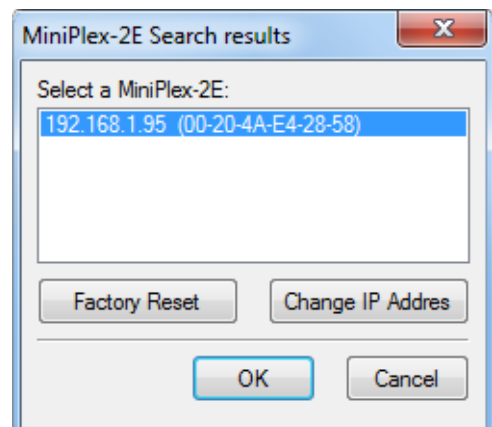 MiniPlex-2E Search results
Select a MiniPlex-2E:
192.168.1.95 (00-20-4A-E4-28-58)
Factory Reset
Change IP Addres
OK
Cancel